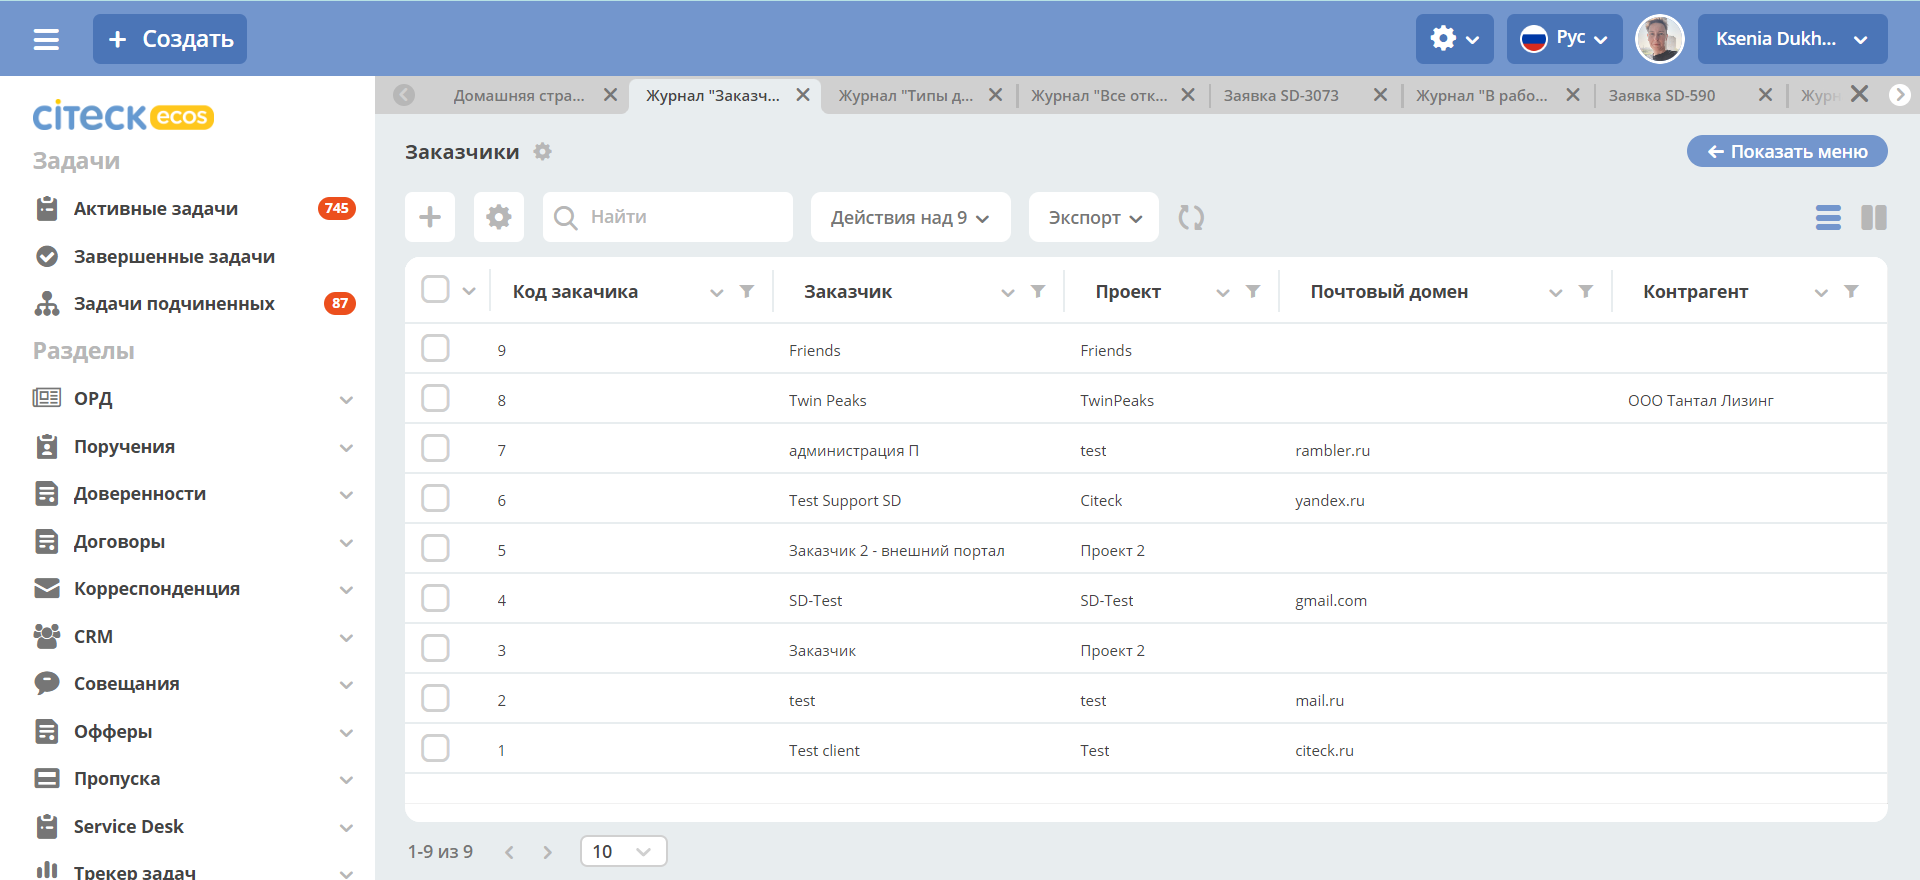 Создать
Рус
Ksenia Dukh...
Домашняя стра...
Журнал "Заказч...
Журнал "Типы д...
Журнал "Все отк...
Заявка SD-3073
Журнал "В рабо...
Заявка SD-590
Журн
citeck ecos
Задачи
Активные задачи 745
Завершенные задачи
Задачи подчиненных 87
Разделы
ОРД
Поручения
Доверенности
Договоры
Корреспонденция
CRM
Совещания
Офферы
Пропуска
Service Desk
Трекер задач
Заказчики
Показать меню
Найти
Действия над 9
Экспорт
Код закачика Заказчик Проект Почтовый домен Контрагент
9 Friends Friends
8 Twin Peaks TwinPeaks ООО Тантал Лизинг
7 администрация П test rambler.ru
6 Test Support SD Citeck yandex.ru
5 Заказчик 2 - внешний портал Проект 2
4 SD-Test SD-Test gmail.com
3 Заказчик Проект 2
2 test test mail.ru
1 Test client Test citeck.ru
1-9 из 9
10